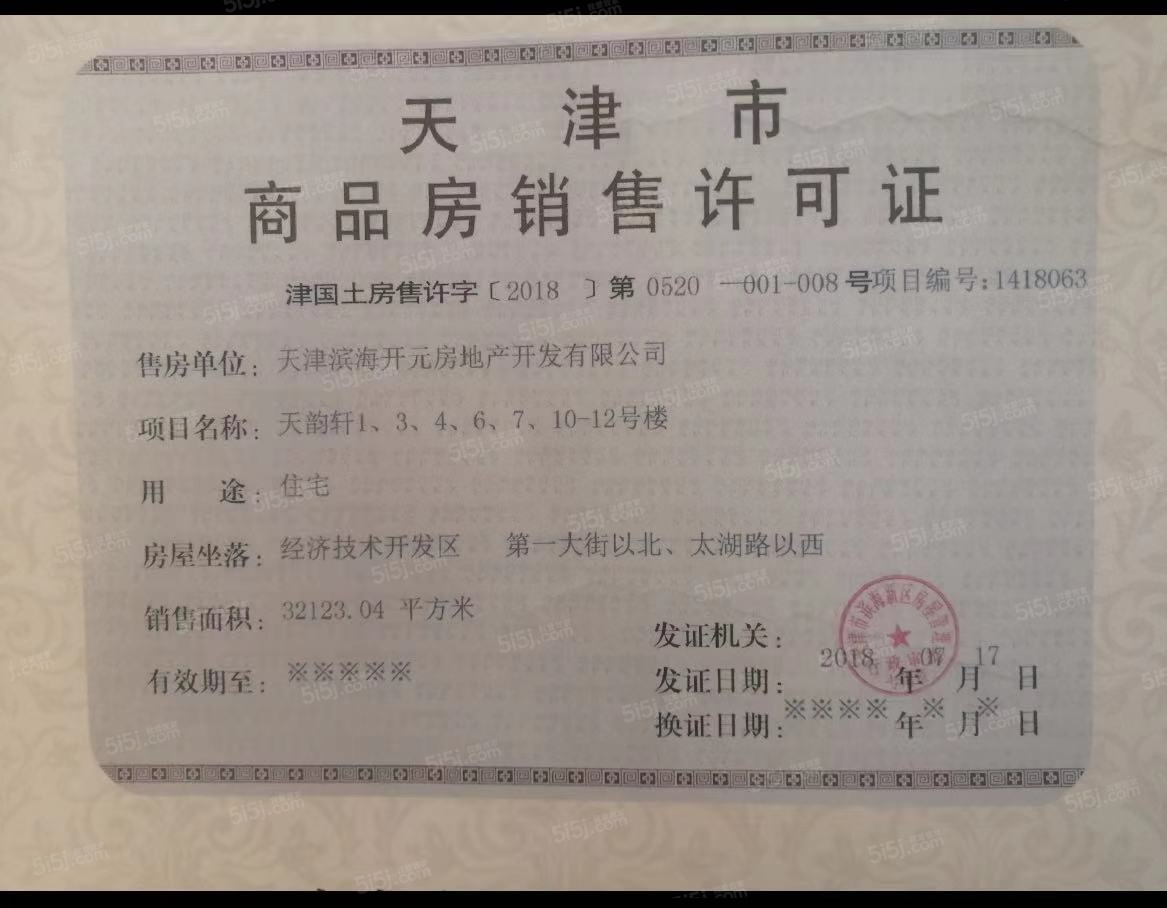 天津市
商品房销售许可证
津国土房售许字〔2018 〕第 0520 —001-008 号项目编号:1418063
售房单位: 天津滨海开元房地产开发有限公司
项目名称: 天韵轩1、3、4、6、7、10-12号楼
用 途: 住宅
房屋坐落: 经济技术开发区 第一大街以北、太湖路以西
销售面积: 32123.04 平方米
有效期至: ※※※※※
发证机关:
发证日期: 2018 年 07 月 17 日
换证日期: ※※※※ 年 ※ 月 ※ 日
5i5j.com